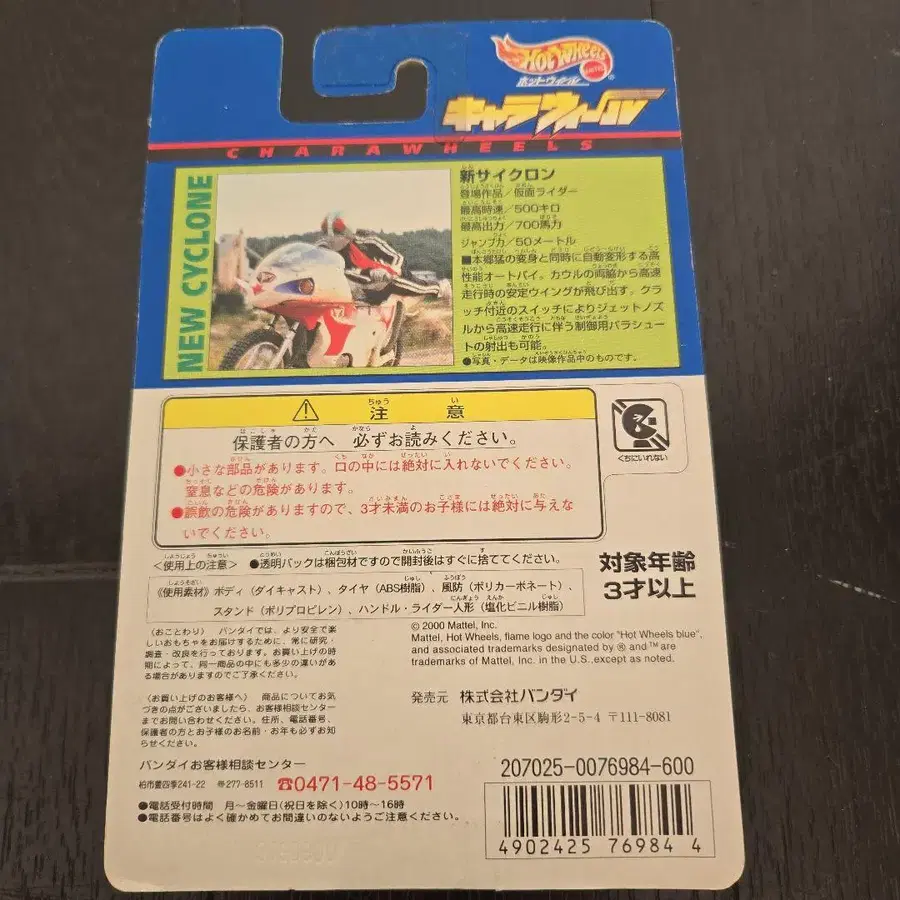 HOT WHEELS
MATTEL
ホットウィール
キャラウィール
CHARAWHEELS
NEW CYCLONE
新サイクロン
登場作品/仮面ライダー
最高時速/500キロ
最高出力/700馬力
ジャンプ力/50メートル
■本郷猛の変身と同時に自動変形する高
性能オートバイ。カウルの両脇から高速
走行時の安定ウイングが飛び出す。クラ
ッチ付近のスイッチによりジェットノズ
ルから高速走行に伴う制御用パラシュー
トの射出も可能。
●写真・データは映像作品中のものです。
注意
保護者の方へ 必ずお読みください。
●小さな部品があります。口の中には絶対に入れないでください。
窒息などの危険があります。
●誤飲の危険がありますので、3才未満のお子様には絶対に与えな
いでください。
くちにいれない
<使用上の注意> ●透明パックは梱包材ですので開封後はすぐに捨ててください。
対象年齢
3才以上
《使用素材》ボディ(ダイキャスト)、タイヤ(ABS樹脂)、風防(ポリカーボネート)、
スタンド(ポリプロピレン)、ハンドル・ライダー人形(塩化ビニル樹脂)
(おことわり) バンダイでは、より安全で楽
しいおもちゃをお届けするために、常に研究・
調査・改良を行っております。お買い上げの時
期によって、同一商品の中にも多少の違いがあ
る場合がありますのでご了承ください。
(お買い上げのお客様へ) 商品についてお気
づきの点がございましたら、お客様相談センター
までお問い合わせください。住所、電話番号、
保護者の方とお子様のお名前・お年も必ずお知
らせください。
© 2000 Mattel, Inc.
Mattel, Hot Wheels, flame logo and the color "Hot Wheels blue",
and associated trademarks designated by ® and ™ are
trademarks of Mattel, Inc. in the U.S.,except as noted.
発売元 株式会社バンダイ
東京都台東区駒形2-5-4 〒111-8081
バンダイお客様相談センター
柏市豊四季241-22 〒277-8511 ☎0471-48-5571
●電話受付時間 月～金曜日(祝日を除く)10時～16時
●電話番号はよく確かめてお間違いのないようご注意ください。
207025-0076984-600
4902425 76984 4